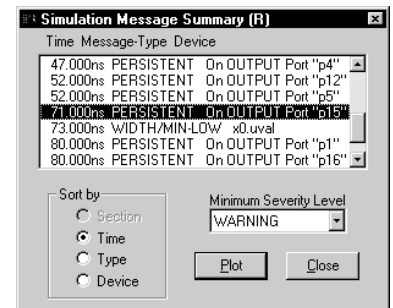 Simulation Message Summary (R)
Time Message-Type Device
47.000ns PERSISTENT On OUTPUT Port "p4"
52.000ns PERSISTENT On OUTPUT Port "p12"
52.000ns PERSISTENT On OUTPUT Port "p5"
71.000ns PERSISTENT On OUTPUT Port "p15"
73.000ns WIDTH/MIN-LOW x0.uval
80.000ns PERSISTENT On OUTPUT Port "p1"
80.000ns PERSISTENT On OUTPUT Port "p16"
Sort by
Section
Time
Type
Device
Minimum Severity Level
WARNING
Plot
Close